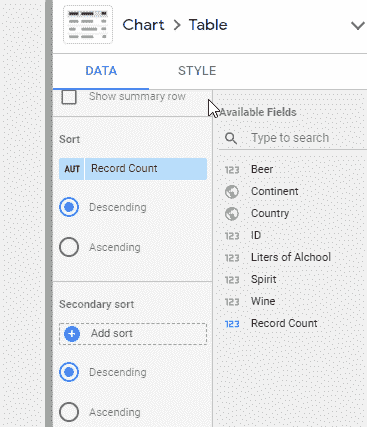 Chart > Table
DATA
STYLE
Show summary row
Sort
AUT Record Count
Descending
Ascending
Secondary sort
Add sort
Descending
Ascending
Available Fields
Type to search
123 Beer
Continent
Country
123 ID
123 Liters of Alchool
123 Spirit
123 Wine
123 Record Count